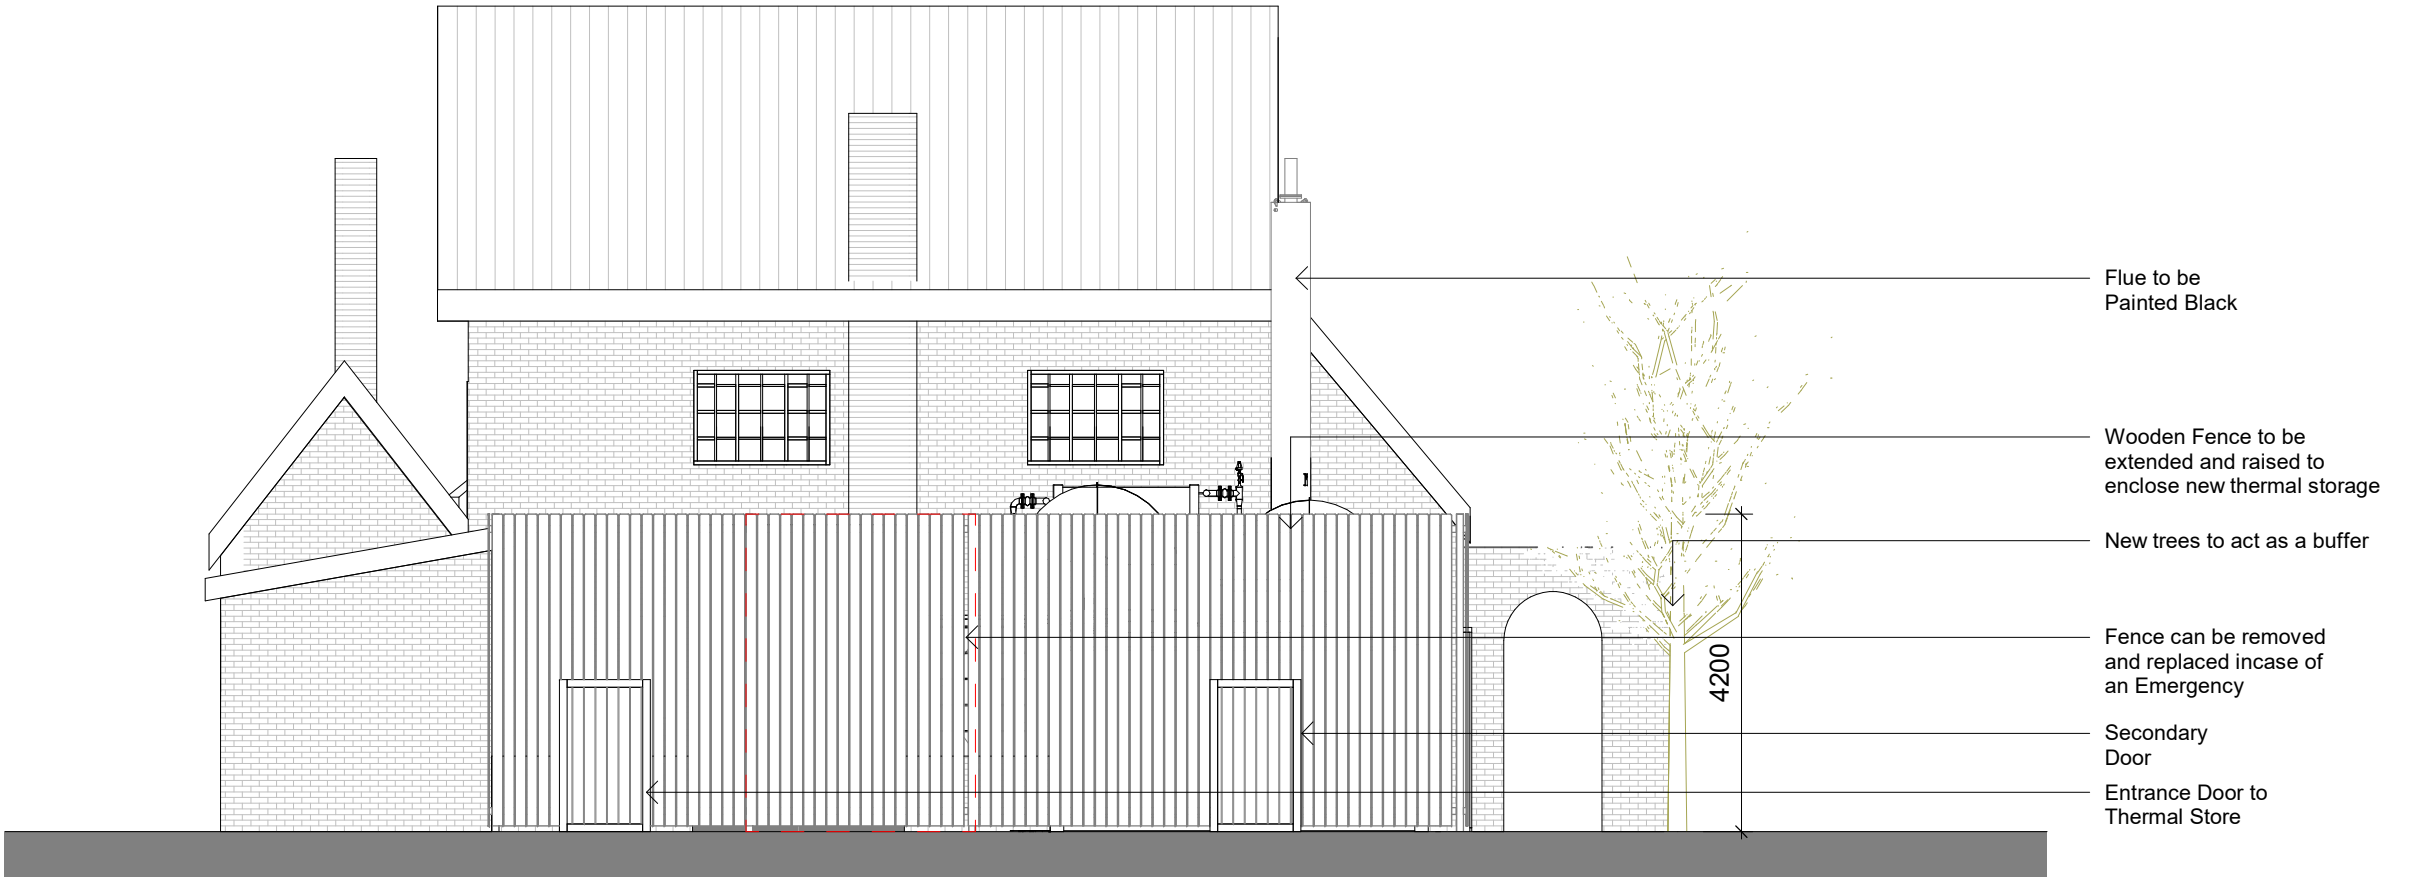 Flue to be
Painted Black
Wooden Fence to be
extended and raised to
enclose new thermal storage
New trees to act as a buffer
Fence can be removed
and replaced incase of
an Emergency
4200
Secondary
Door
Entrance Door to
Thermal Store